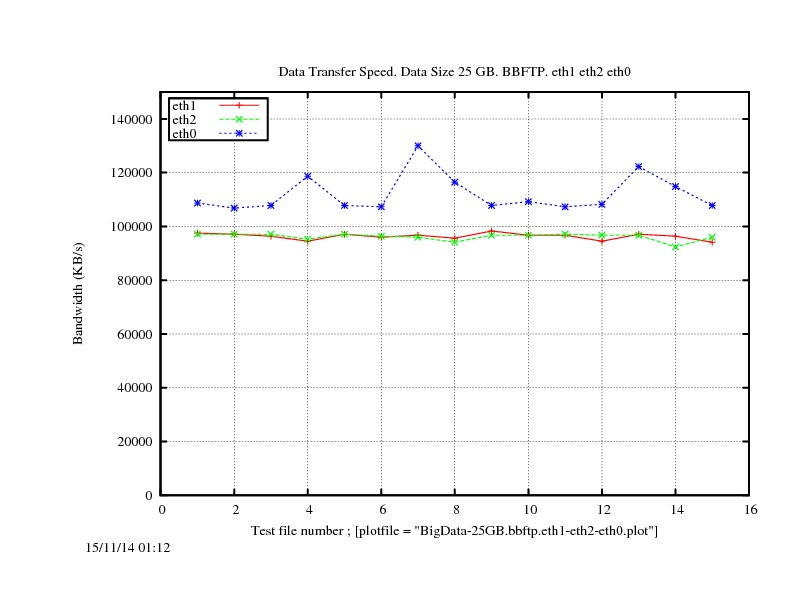 Data Transfer Speed. Data Size 25 GB. BBFTP. eth1 eth2 eth0
eth1
eth2
eth0
140000
120000
100000
80000
60000
40000
20000
0
Bandwidth (KB/s)
0 2 4 6 8 10 12 14 16
Test file number ; [plotfile = "BigData-25GB.bbftp.eth1-eth2-eth0.plot"]
15/11/14 01:12